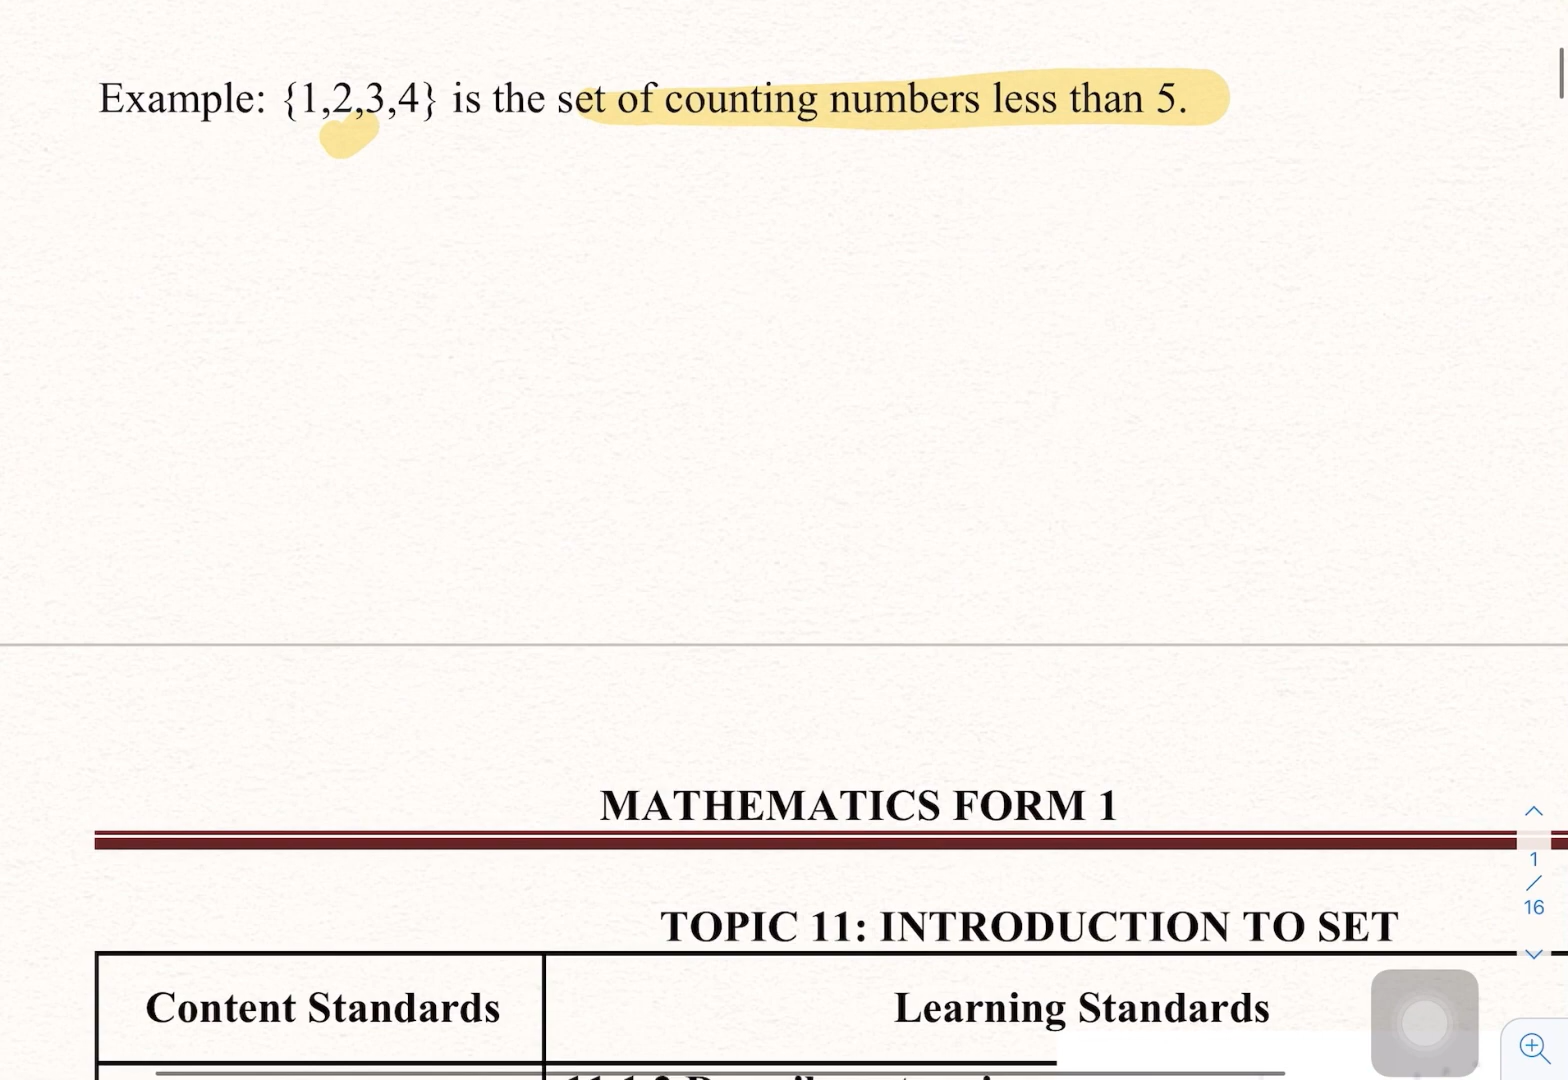 Example: {1,2,3,4} is the set of counting numbers less than 5.
MATHEMATICS FORM 1
1
/
16
TOPIC 11: INTRODUCTION TO SET
Content Standards
Learning Standards